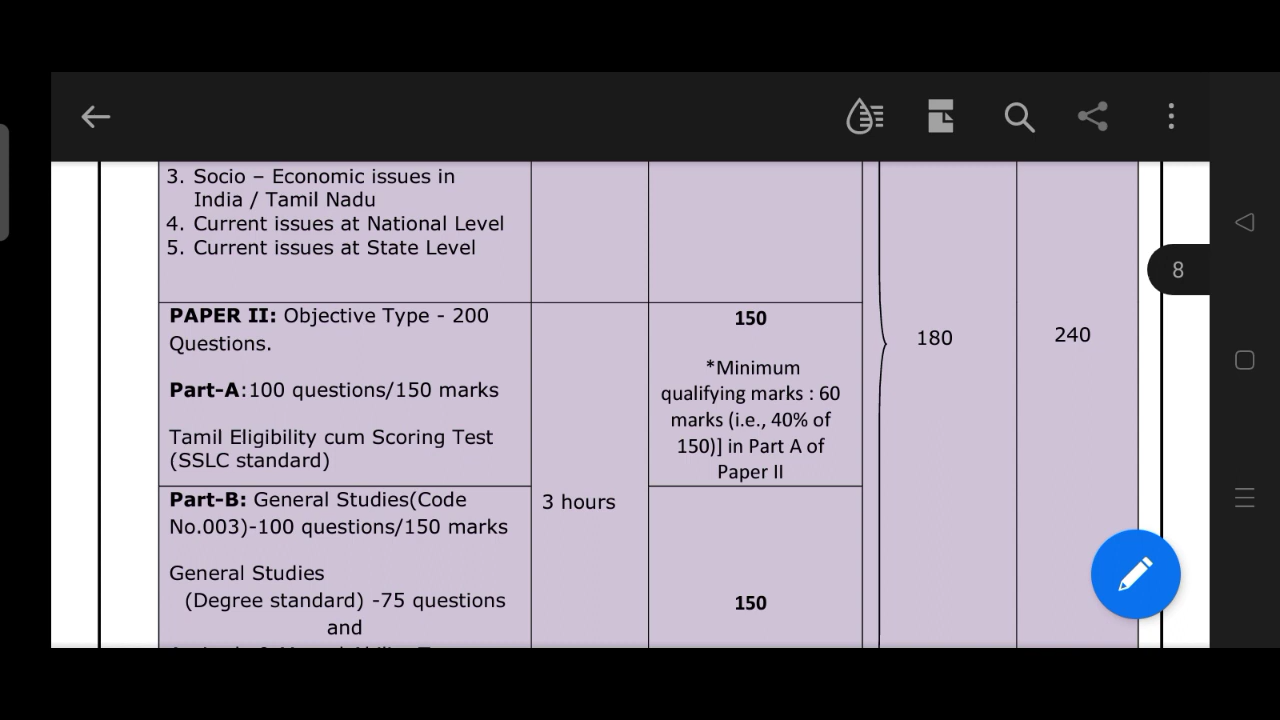 3. Socio – Economic issues in
India / Tamil Nadu
4. Current issues at National Level
5. Current issues at State Level
8
PAPER II: Objective Type - 200
Questions.
Part-A:100 questions/150 marks
Tamil Eligibility cum Scoring Test
(SSLC standard)
150
*Minimum
qualifying marks : 60
marks (i.e., 40% of
150)] in Part A of
Paper II
180
240
Part-B: General Studies(Code
No.003)-100 questions/150 marks
General Studies
(Degree standard) -75 questions
and
3 hours
150